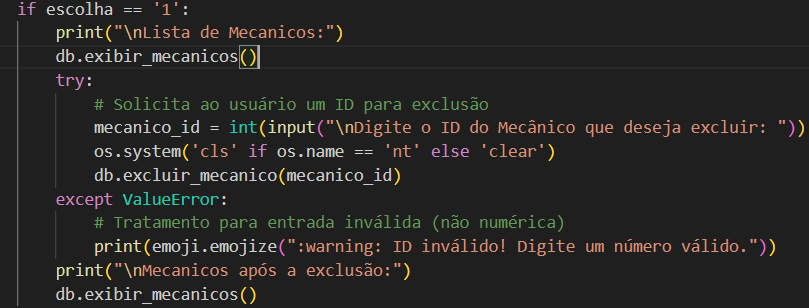 if escolha == '1':
    print("\nLista de Mecanicos:")
    db.exibir_mecanicos()
    try:
        # Solicita ao usuário um ID para exclusão
        mecanico_id = int(input("\nDigite o ID do Mecânico que deseja excluir: "))
        os.system('cls' if os.name == 'nt' else 'clear')
        db.excluir_mecanico(mecanico_id)
    except ValueError:
        # Tratamento para entrada inválida (não numérica)
        print(emoji.emojize(":warning: ID inválido! Digite um número válido."))
    print("\nMecanicos após a exclusão:")
    db.exibir_mecanicos()